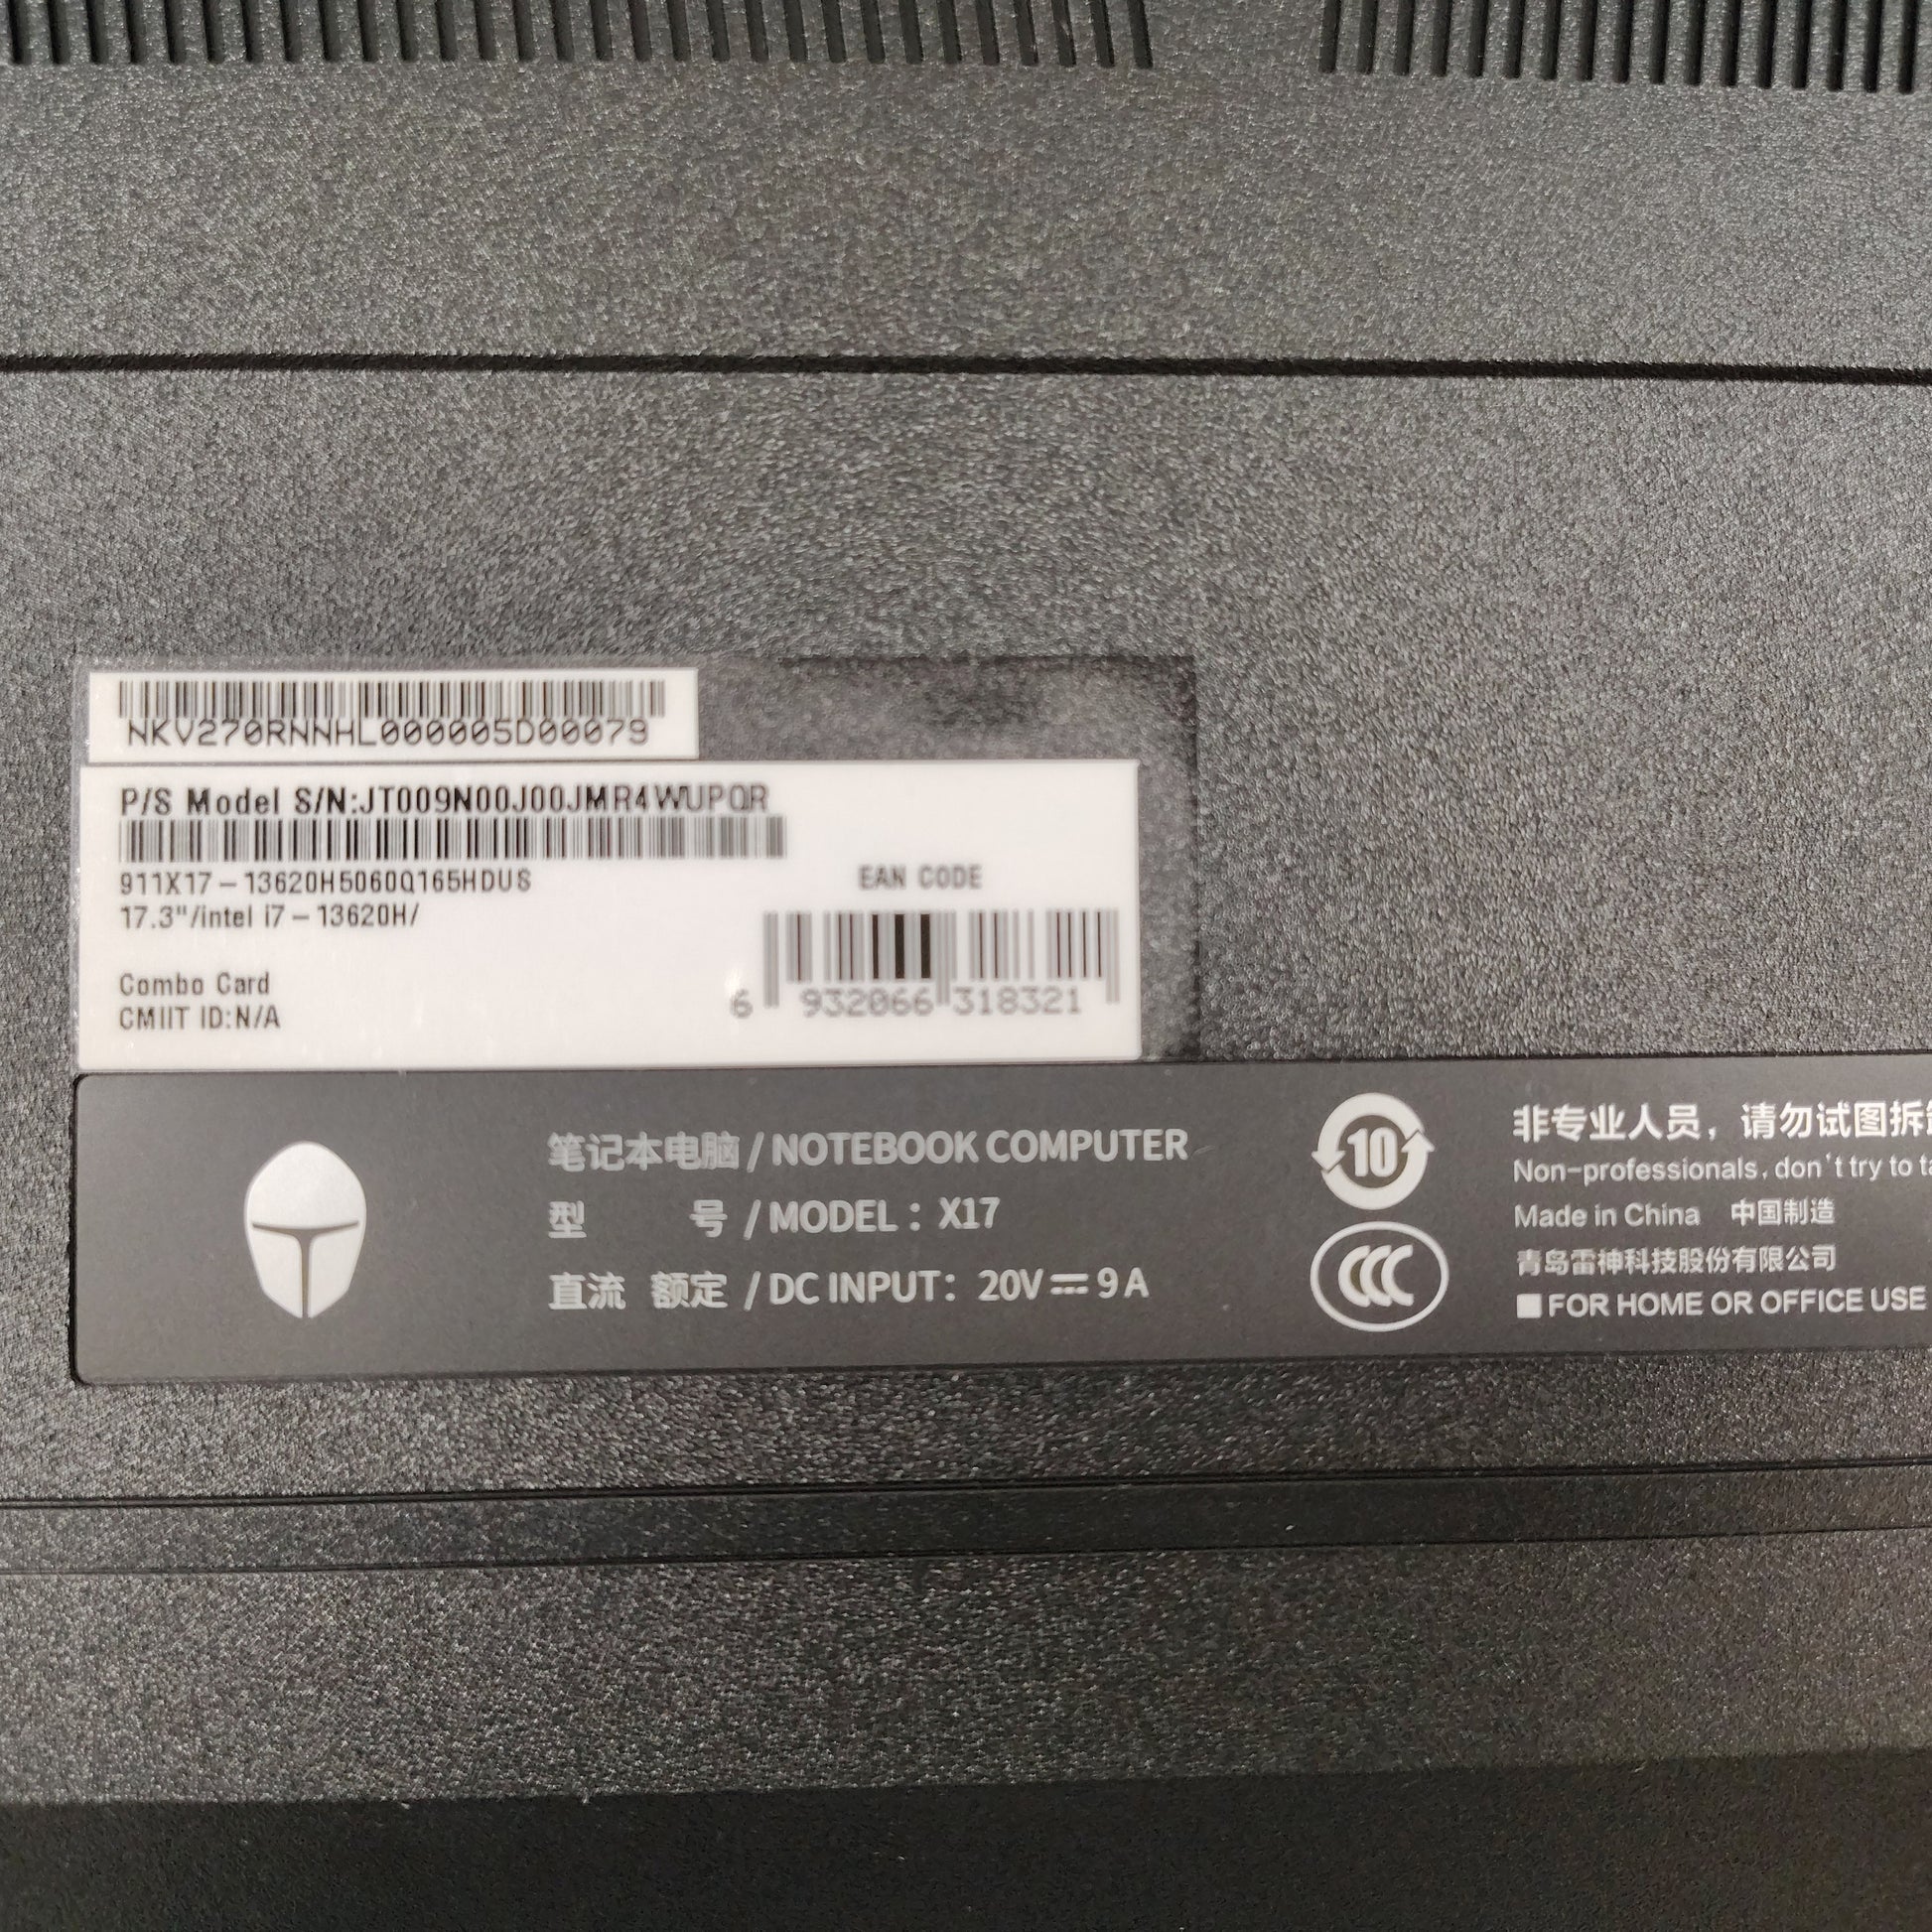 NKV270RNNHL000005D00079
P/S Model S/N:JT009N00J00JMR4WUPQR
911X17-13620H5060Q165HDUS
17.3"/intel i7-13620H/
EAN CODE
Combo Card
CMIIT ID:N/A
6 932066 318321
笔记本电脑 / NOTEBOOK COMPUTER
型 号 / MODEL : X17
直流 额定 / DC INPUT: 20V⎓9A
10
CCC
非专业人员，请勿试图拆
Non-professionals, don't try to
Made in China 中国制造
青岛雷神科技股份有限公司
■FOR HOME OR OFFICE USE